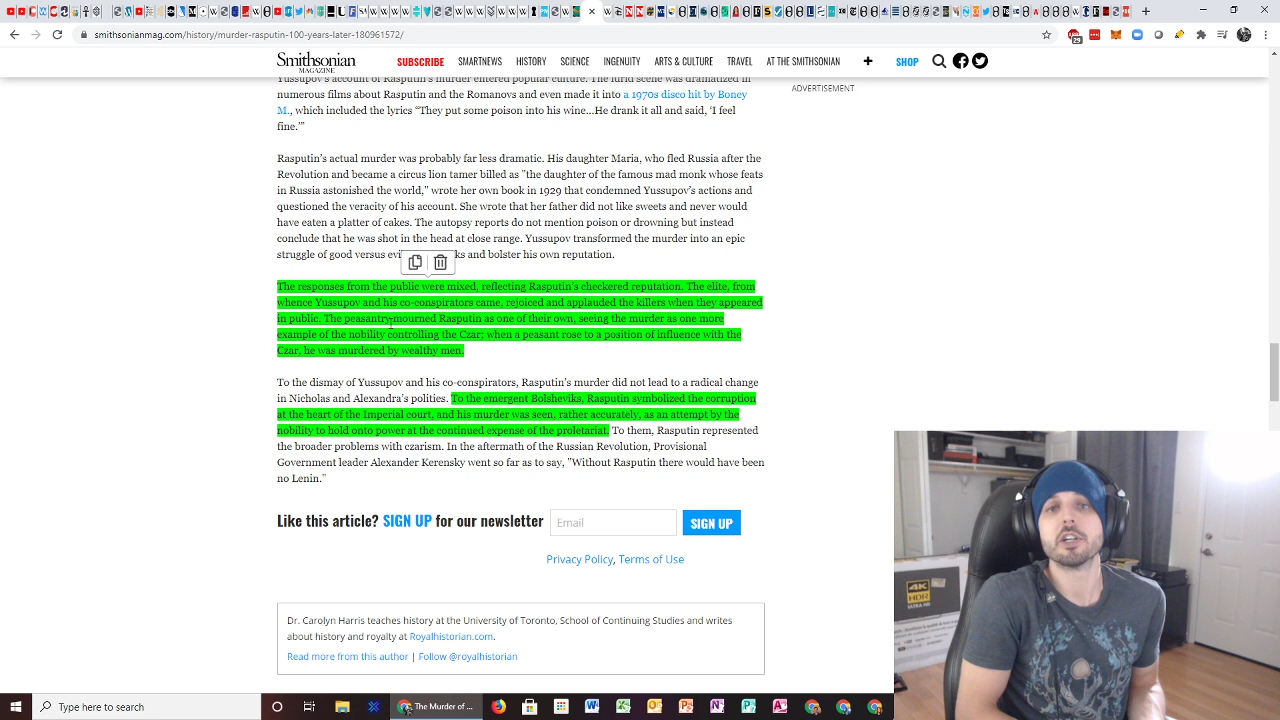 smithsonianmag.com/history/murder-rasputin-100-years-later-180961572/
29
Smithsonian
MAGAZINE
SUBSCRIBE SMARTNEWS HISTORY SCIENCE INGENUITY ARTS & CULTURE TRAVEL AT THE SMITHSONIAN + SHOP
Yussupov's account of Rasputin's murder entered popular culture. The lurid scene was dramatized in
numerous films about Rasputin and the Romanovs and even made it into a 1970s disco hit by Boney
M., which included the lyrics “They put some poison into his wine…He drank it all and said, ‘I feel
fine.’”
ADVERTISEMENT
Rasputin’s actual murder was probably far less dramatic. His daughter Maria, who fled Russia after the
Revolution and became a circus lion tamer billed as "the daughter of the famous mad monk whose feats
in Russia astonished the world," wrote her own book in 1929 that condemned Yussupov’s actions and
questioned the veracity of his account. She wrote that her father did not like sweets and never would
have eaten a platter of cakes. The autopsy reports do not mention poison or drowning but instead
conclude that he was shot in the head at close range. Yussupov transformed the murder into an epic
struggle of good versus evi ks and bolster his own reputation.
The responses from the public were mixed, reflecting Rasputin’s checkered reputation. The elite, from
whence Yussupov and his co-conspirators came, rejoiced and applauded the killers when they appeared
in public. The peasantry mourned Rasputin as one of their own, seeing the murder as one more
example of the nobility controlling the Czar; when a peasant rose to a position of influence with the
Czar, he was murdered by wealthy men.
To the dismay of Yussupov and his co-conspirators, Rasputin’s murder did not lead to a radical change
in Nicholas and Alexandra’s polities. To the emergent Bolsheviks, Rasputin symbolized the corruption
at the heart of the Imperial court, and his murder was seen, rather accurately, as an attempt by the
nobility to hold onto power at the continued expense of the proletariat. To them, Rasputin represented
the broader problems with czarism. In the aftermath of the Russian Revolution, Provisional
Government leader Alexander Kerensky went so far as to say, "Without Rasputin there would have been
no Lenin."
Like this article? SIGN UP for our newsletter Email SIGN UP
Privacy Policy, Terms of Use
Dr. Carolyn Harris teaches history at the University of Toronto, School of Continuing Studies and writes
about history and royalty at Royalhistorian.com.
Read more from this author | Follow @royalhistorian
4K
HDR
ULTRA HD
Type here to search
The Murder of ...